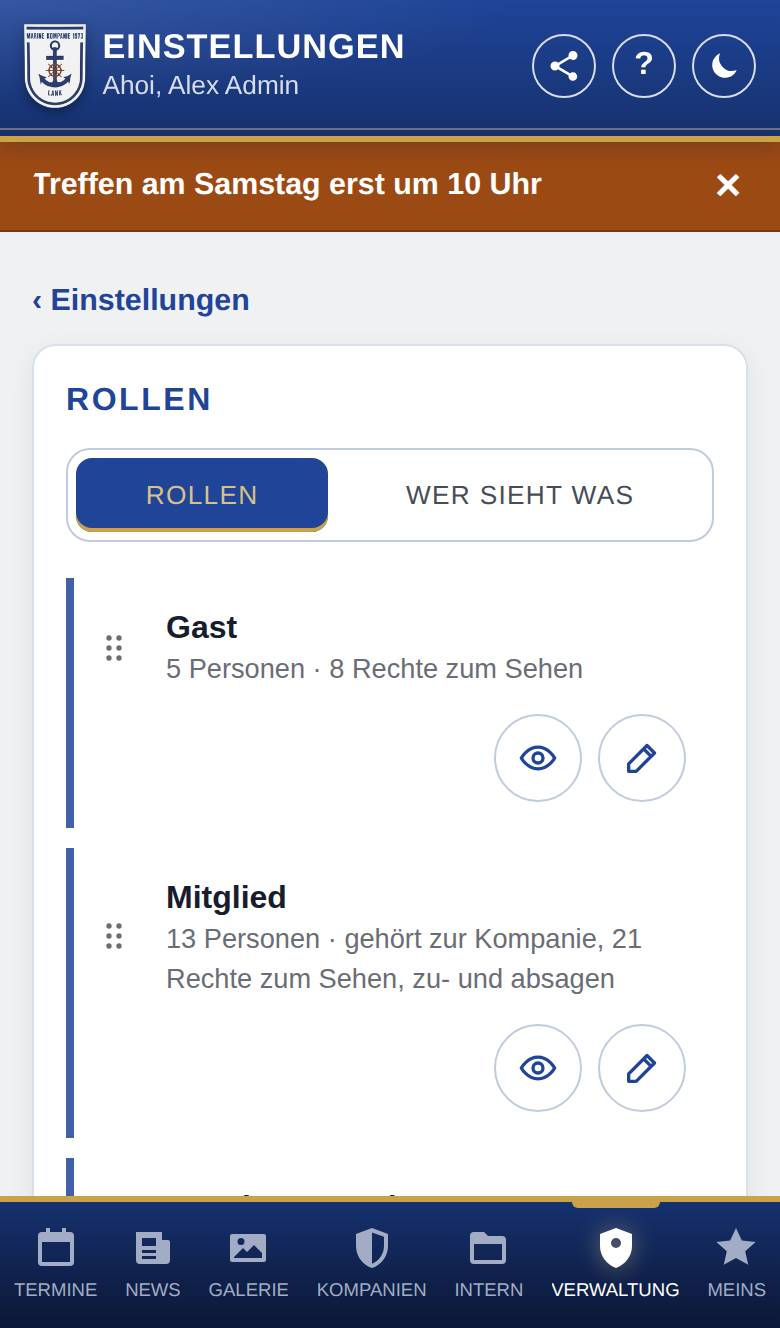 MARINE KOMPANIE 1973
LANK
EINSTELLUNGEN
Ahoi, Alex Admin
?
Treffen am Samstag erst um 10 Uhr
×
‹ Einstellungen
ROLLEN
ROLLEN
WER SIEHT WAS
Gast
5 Personen · 8 Rechte zum Sehen
Mitglied
13 Personen · gehört zur Kompanie, 21
Rechte zum Sehen, zu- und absagen
TERMINE
NEWS
GALERIE
KOMPANIEN
INTERN
VERWALTUNG
MEINS